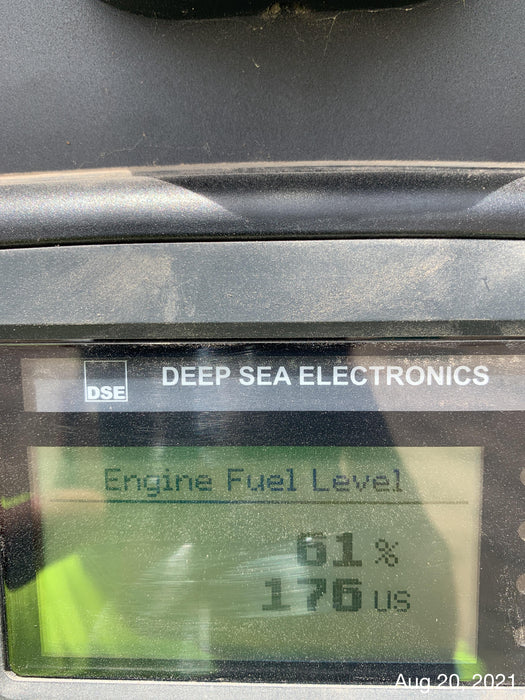 DSE DEEP SEA ELECTRONICS
Engine Fuel Level
61 %
176 US
Aug 20, 2021